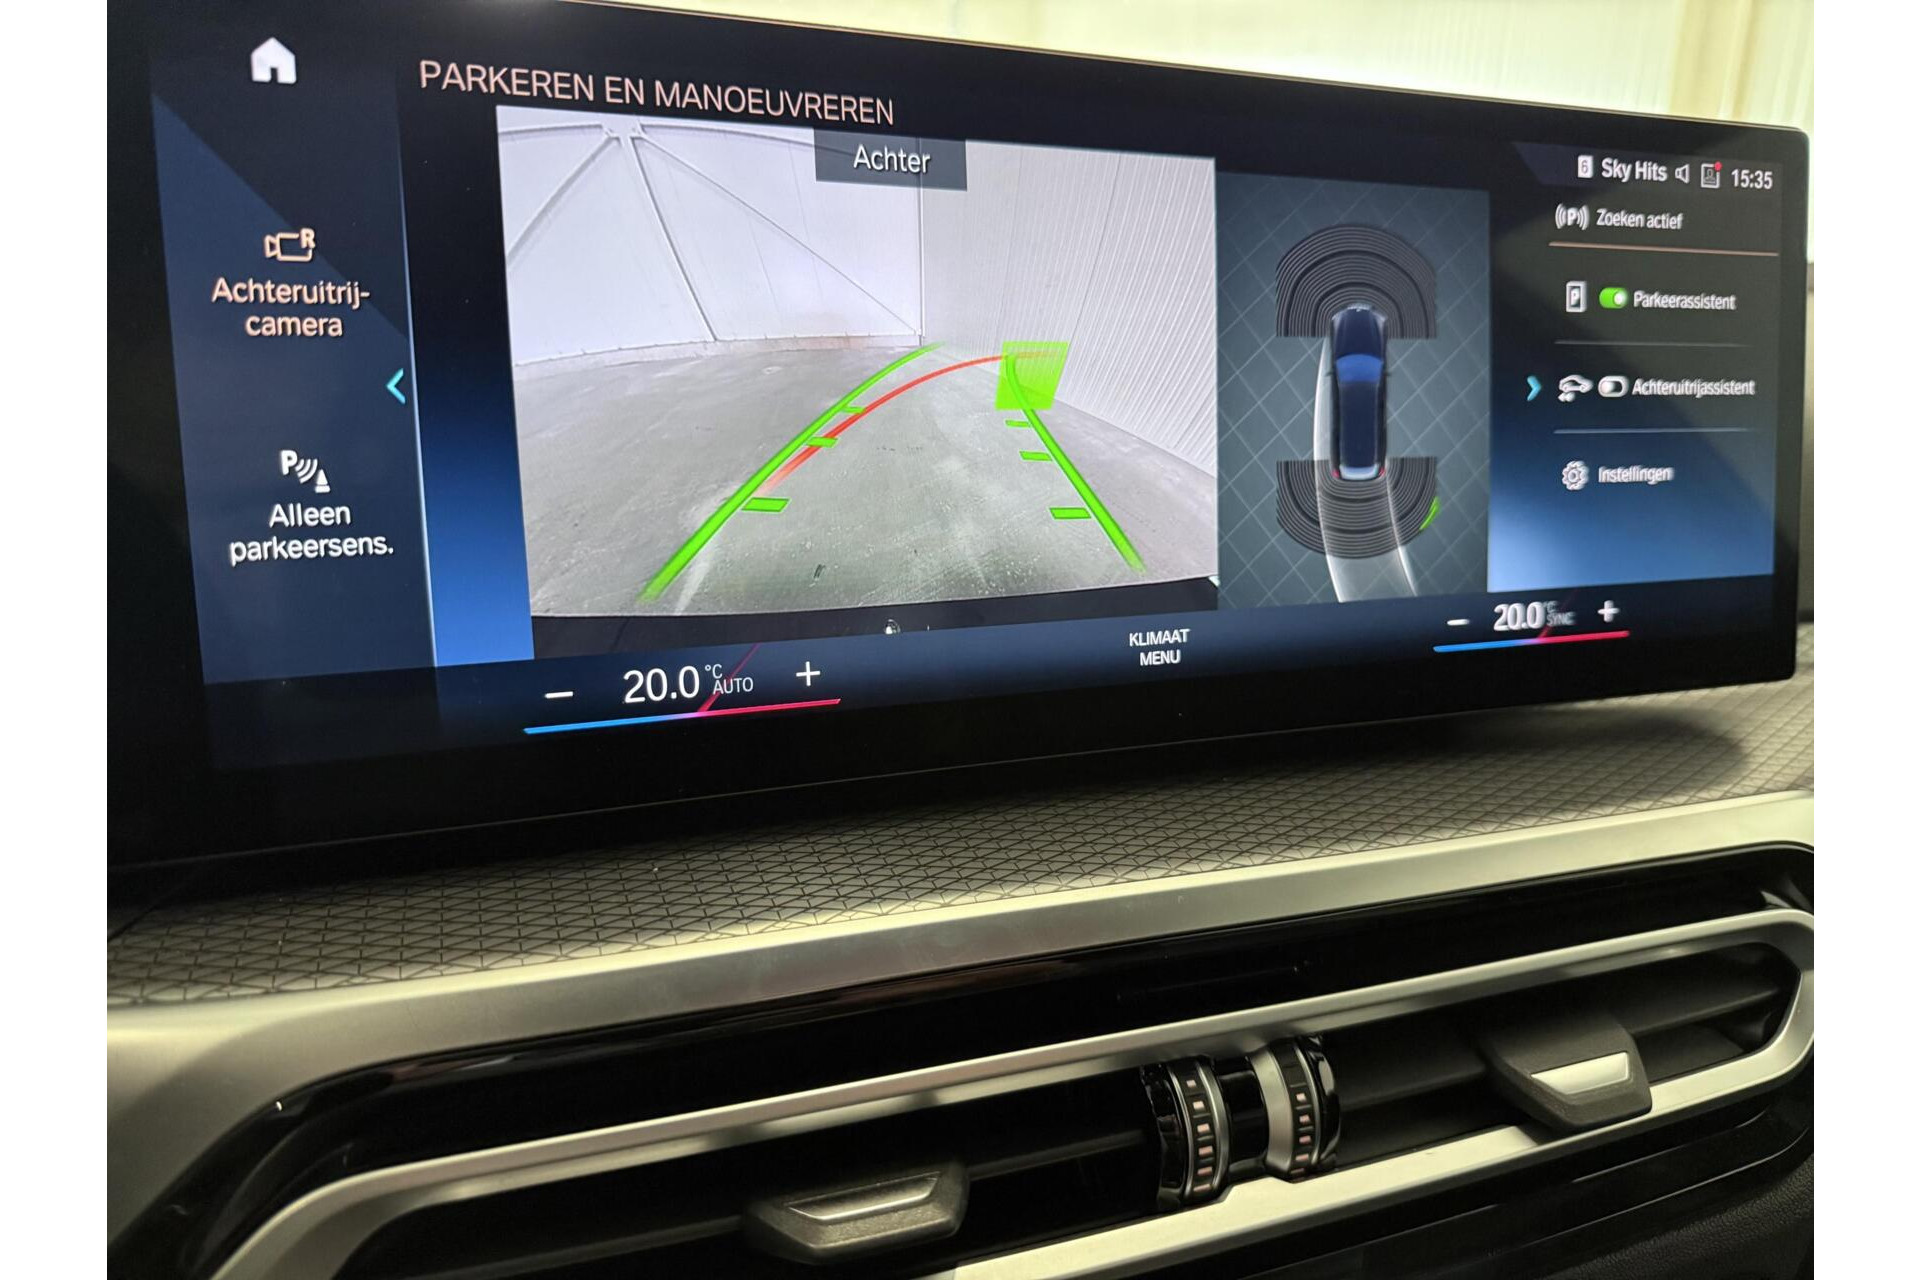 PARKEREN EN MANOEUVREREN
Achter
6 Sky Hits 15:35
R
Achteruitrij-
camera
P
Alleen
parkeersens.
((P)) Zoeken actief
P Parkeerassistent
Achteruitrijassistent
Instellingen
− 20.0 °C AUTO +
KLIMAAT
MENU
− 20.0 °C SYNC +